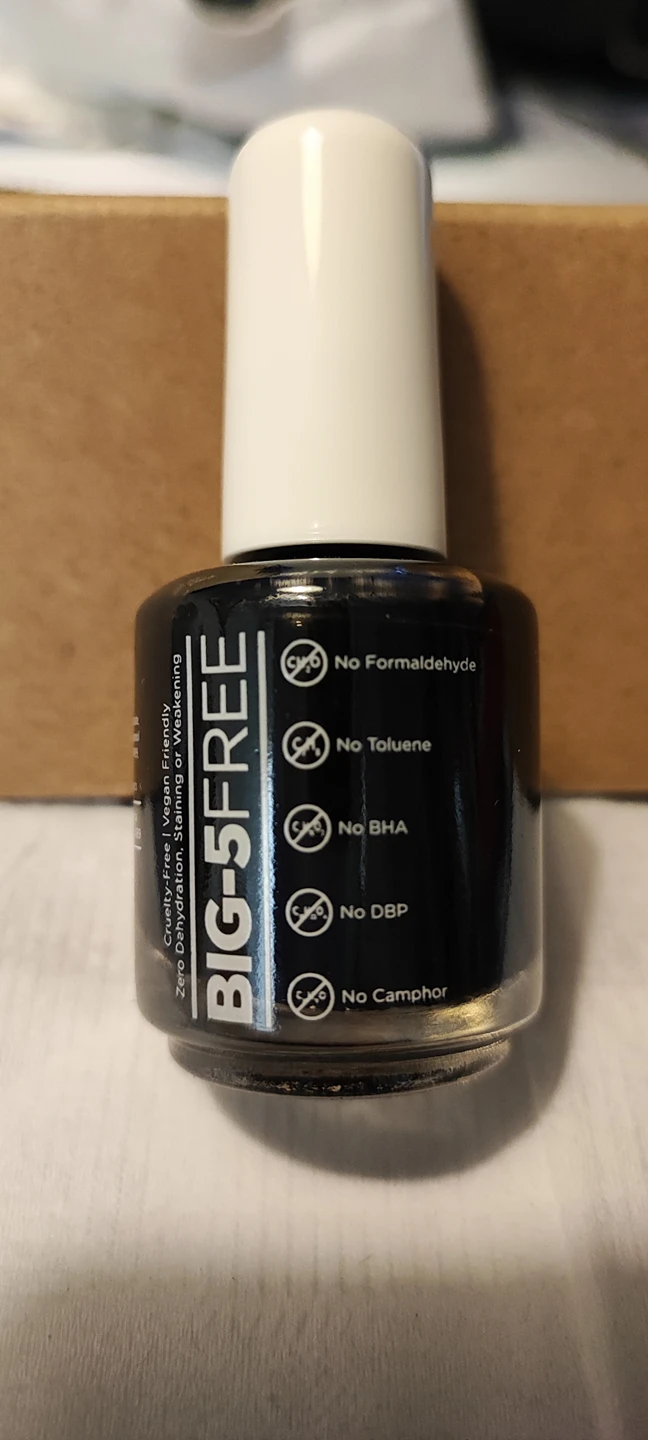 Cruelty-Free | Vegan Friendly
Zero Dehydration, Staining or Weakening
BIG-5FREE
No Formaldehyde
No Toluene
No BHA
No DBP
No Camphor